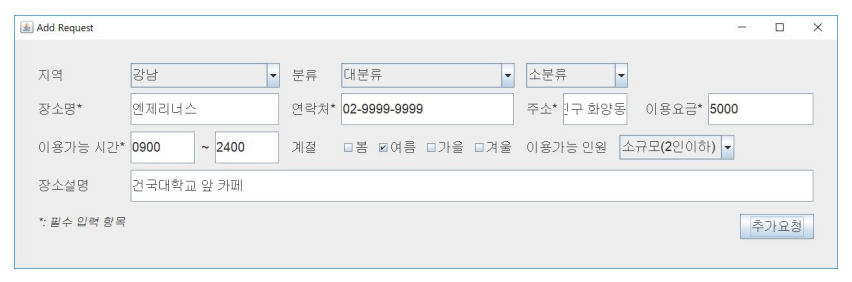 Add Request
지역 강남 분류 대분류 소분류
장소명* 엔제리너스 연락처* 02-9999-9999 주소* 구 화양동 이용요금* 5000
이용가능 시간* 0900 ~ 2400 계절 봄 여름 가을 겨울 이용가능 인원 소규모(2인이하)
장소설명 건국대학교 앞 카페
*: 필수 입력 항목 추가요청